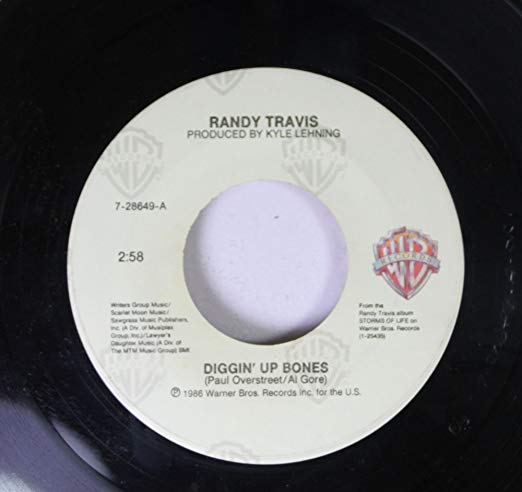 RANDY TRAVIS
PRODUCED BY KYLE LEHNING
7-28649-A
2:58
WB
RECORDS
Writers Group Music/
Scarlet Moon Music/
Sawgrass Music Publishers,
Inc. (A Div. of Musiplex
Group, Inc.)/Lawyer's
Daughter Music (A Div. of
The MTM Music Group) BMI
From the
Randy Travis album
STORMS OF LIFE on
Warner Bros. Records
(1-25435)
DIGGIN' UP BONES
(Paul Overstreet/Al Gore)
℗ 1986 Warner Bros. Records Inc. for the U.S.